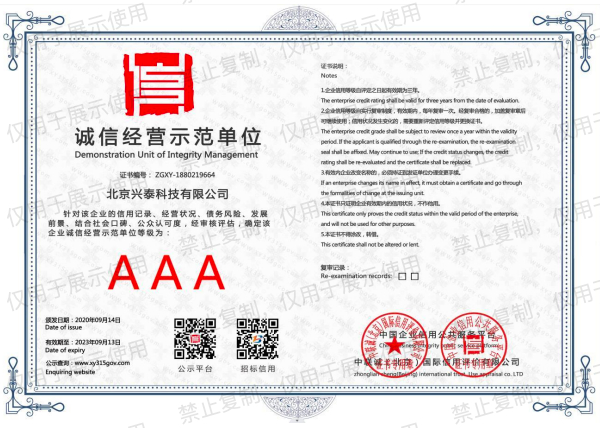 诚信经营示范单位
Demonstration Unit of Integrity Management
证书编号： ZGXY-1880219664
北京兴泰科技有限公司
针对该企业的信用记录、经营状况、债务风险、发展
前景、结合社会口碑、公众认可度，经审核评估，确定该
企业诚信经营示范单位等级为：
AAA
颁发日期：2020年09月14日
Date of issue
有效期至：2023年09月13日
Date of expiry
公示查询：www.xy315gov.com
Enquiring website
公示平台
招标信用
证书说明：
Notes
1.企业信用等级自评定之日起有效期为三年。
The enterprise credit rating shall be valid for three years from the date of evaluation.
2.企业信用等级自实行复审制度，有效期内，每年复审一次。经复审合格的，加盖复审章后
可继续使用；信用状况发生变化的，需要重新评定信用等级并更换证书。
The enterprise credit grade shall be subject to review once a year within the validity
period. If the applicant is qualified through the re-examination, the re-examination
seal shall be affixed. May continue to use; If the credit status changes, the credit
rating shall be re-evaluated and the certificate shall be replaced.
3.有效内企业改变名称的，必须持证到发证单位办理变更手续。
If an enterprise changes its name in effect, it must obtain a certificate and go through
the formalities of change at the issuing unit.
4.本证书只证明企业有效期内的信用状况，不作他用。
This certificate only proves the credit status within the valid period of the enterprise,
and will not be used for other purposes.
5.本证书不得涂改，转借。
This certificate shall not be altered or lent.
复审记录：
Re-examination records:
中国企业信用公共服务平台
中联诚（北京）国际信用评价有限公司
zhonglian cheng(Beijing) international trust. Use appraisal co. LTD
仅用于展示使用
禁止复制，